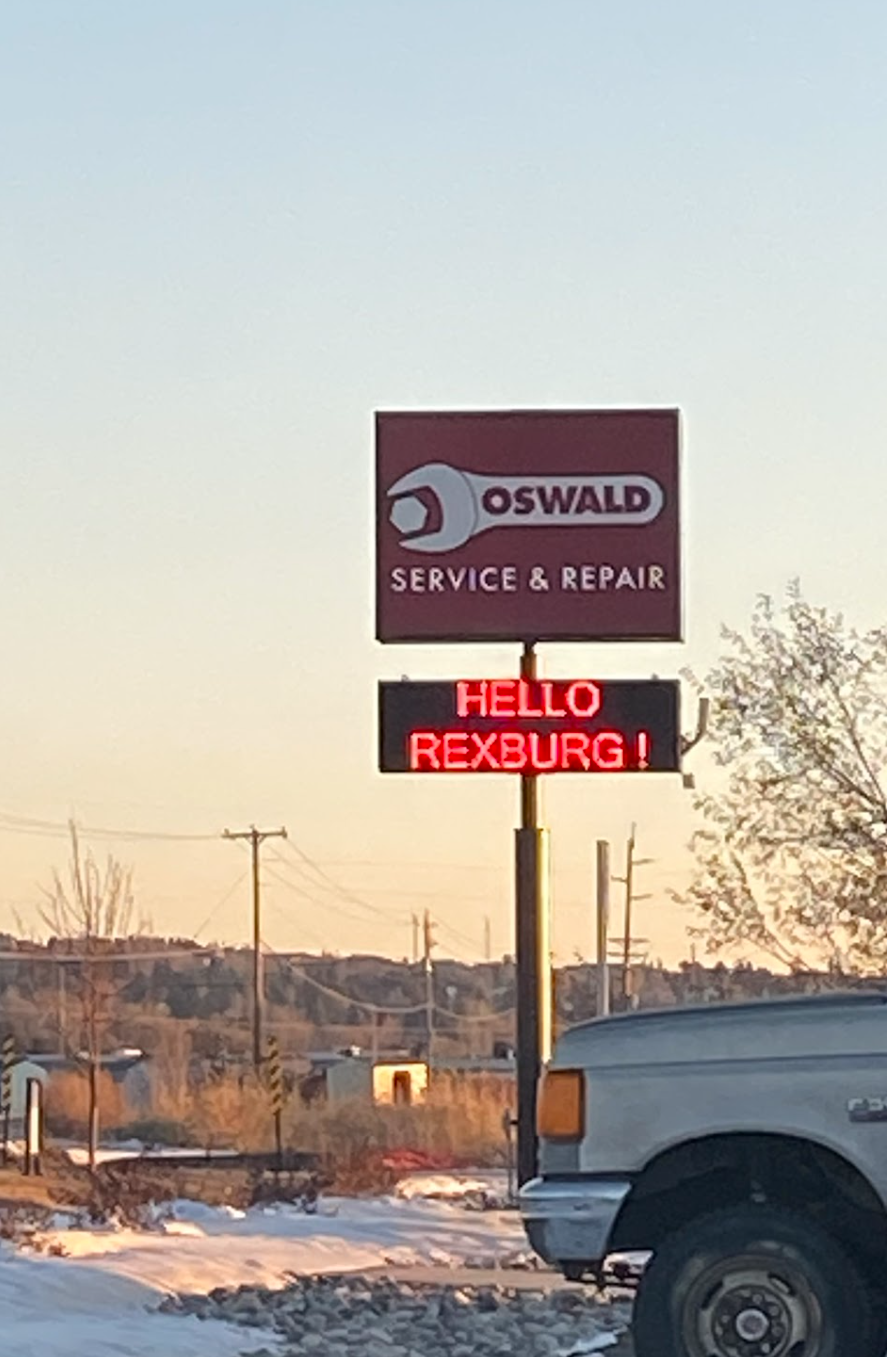 OSWALD
SERVICE & REPAIR
HELLO
REXBURG!